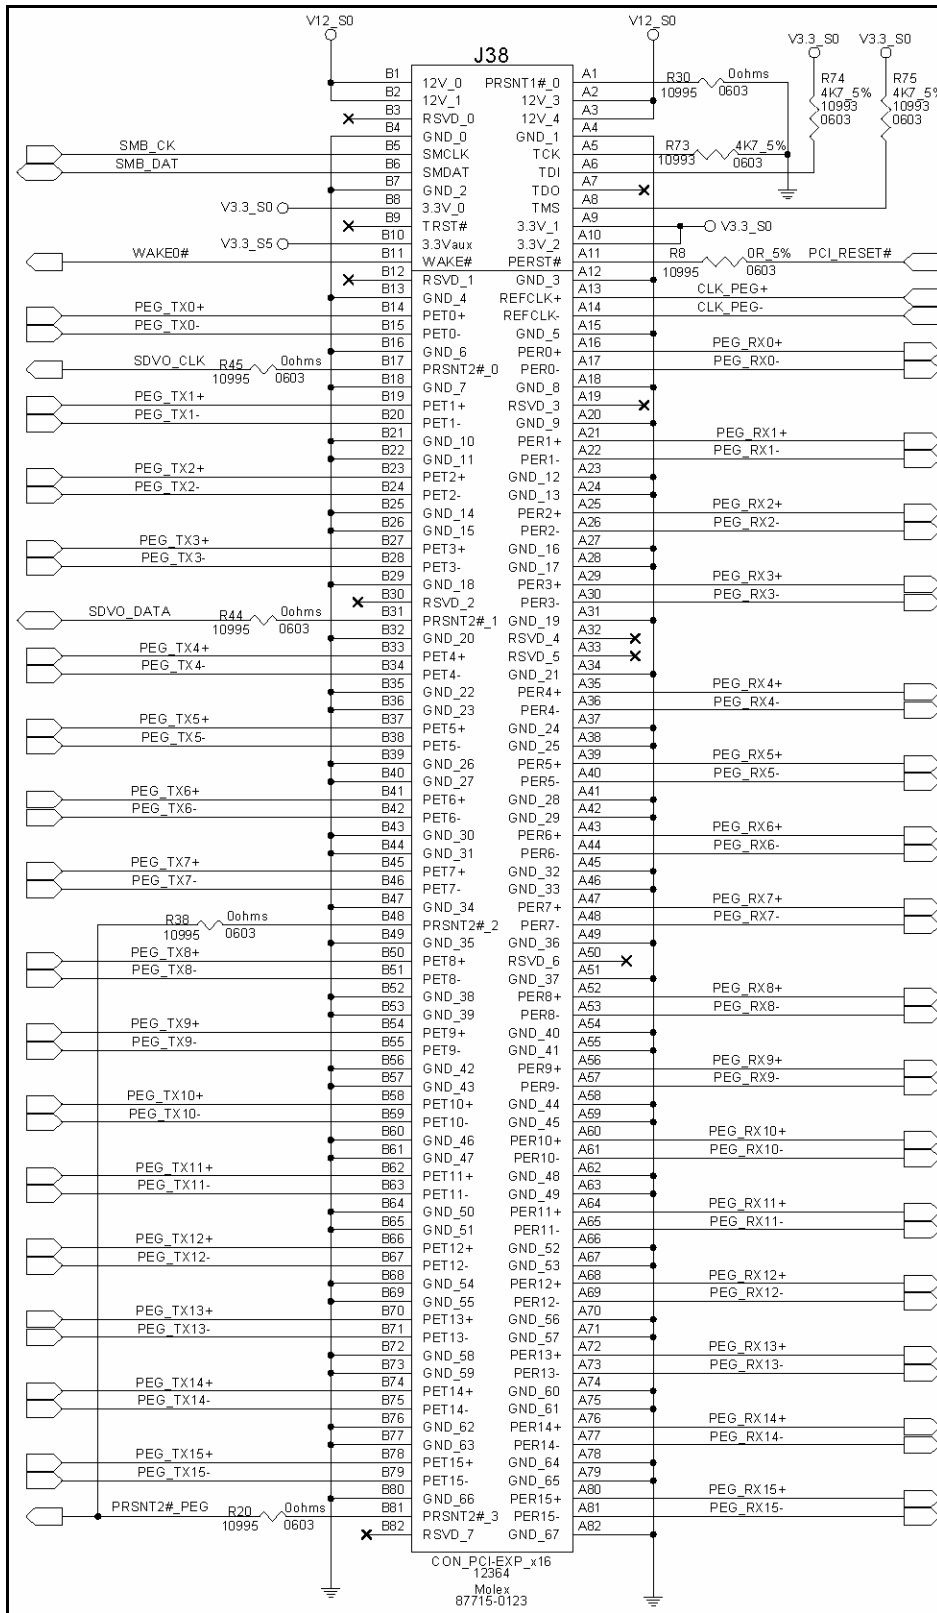 V12_S0 V12_S0
V3.3_S0 V3.3_S0
J38
B1 12V_0 PRSNT1#_0 A1 R30 0ohms
10995 0603
R74 R75
4K7_5% 4K7_5%
10993 10993
0603 0603
B2 12V_1 12V_3 A2
B3 RSVD_0 12V_4 A3
B4 GND_0 GND_1 A4
SMB_CK B5 SMCLK TCK A5 R73 4K7_5%
10993 0603
SMB_DAT B6 SMDAT TDI A6
B7 GND_2 TDO A7
V3.3_S0 B8 3.3V_0 TMS A8
B9 TRST# 3.3V_1 A9 V3.3_S0
V3.3_S5 B10 3.3Vaux 3.3V_2 A10
WAKE0# B11 WAKE# PERST# A11 R8 0R_5% PCI_RESET#
10995 0603
B12 RSVD_1 GND_3 A12
B13 GND_4 REFCLK+ A13 CLK_PEG+
PEG_TX0+ B14 PET0+ REFCLK- A14 CLK_PEG-
PEG_TX0- B15 PET0- GND_5 A15
B16 GND_6 PER0+ A16 PEG_RX0+
SDVO_CLK R45 0ohms B17 PRSNT2#_0 PER0- A17 PEG_RX0-
10995 0603
B18 GND_7 GND_8 A18
PEG_TX1+ B19 PET1+ RSVD_3 A19
PEG_TX1- B20 PET1- GND_9 A20
B21 GND_10 PER1+ A21 PEG_RX1+
B22 GND_11 PER1- A22 PEG_RX1-
PEG_TX2+ B23 PET2+ GND_12 A23
PEG_TX2- B24 PET2- GND_13 A24
B25 GND_14 PER2+ A25 PEG_RX2+
B26 GND_15 PER2- A26 PEG_RX2-
PEG_TX3+ B27 PET3+ GND_16 A27
PEG_TX3- B28 PET3- GND_17 A28
B29 GND_18 PER3+ A29 PEG_RX3+
B30 RSVD_2 PER3- A30 PEG_RX3-
SDVO_DATA R44 0ohms B31 PRSNT2#_1 GND_19 A31
10995 0603
B32 GND_20 RSVD_4 A32
PEG_TX4+ B33 PET4+ RSVD_5 A33
PEG_TX4- B34 PET4- GND_21 A34
B35 GND_22 PER4+ A35 PEG_RX4+
B36 GND_23 PER4- A36 PEG_RX4-
PEG_TX5+ B37 PET5+ GND_24 A37
PEG_TX5- B38 PET5- GND_25 A38
B39 GND_26 PER5+ A39 PEG_RX5+
B40 GND_27 PER5- A40 PEG_RX5-
PEG_TX6+ B41 PET6+ GND_28 A41
PEG_TX6- B42 PET6- GND_29 A42
B43 GND_30 PER6+ A43 PEG_RX6+
B44 GND_31 PER6- A44 PEG_RX6-
PEG_TX7+ B45 PET7+ GND_32 A45
PEG_TX7- B46 PET7- GND_33 A46
B47 GND_34 PER7+ A47 PEG_RX7+
R38 0ohms B48 PRSNT2#_2 PER7- A48 PEG_RX7-
10995 0603
B49 GND_35 GND_36 A49
PEG_TX8+ B50 PET8+ RSVD_6 A50
PEG_TX8- B51 PET8- GND_37 A51
B52 GND_38 PER8+ A52 PEG_RX8+
B53 GND_39 PER8- A53 PEG_RX8-
PEG_TX9+ B54 PET9+ GND_40 A54
PEG_TX9- B55 PET9- GND_41 A55
B56 GND_42 PER9+ A56 PEG_RX9+
B57 GND_43 PER9- A57 PEG_RX9-
PEG_TX10+ B58 PET10+ GND_44 A58
PEG_TX10- B59 PET10- GND_45 A59
B60 GND_46 PER10+ A60 PEG_RX10+
B61 GND_47 PER10- A61 PEG_RX10-
PEG_TX11+ B62 PET11+ GND_48 A62
PEG_TX11- B63 PET11- GND_49 A63
B64 GND_50 PER11+ A64 PEG_RX11+
B65 GND_51 PER11- A65 PEG_RX11-
PEG_TX12+ B66 PET12+ GND_52 A66
PEG_TX12- B67 PET12- GND_53 A67
B68 GND_54 PER12+ A68 PEG_RX12+
B69 GND_55 PER12- A69 PEG_RX12-
PEG_TX13+ B70 PET13+ GND_56 A70
PEG_TX13- B71 PET13- GND_57 A71
B72 GND_58 PER13+ A72 PEG_RX13+
B73 GND_59 PER13- A73 PEG_RX13-
PEG_TX14+ B74 PET14+ GND_60 A74
PEG_TX14- B75 PET14- GND_61 A75
B76 GND_62 PER14+ A76 PEG_RX14+
B77 GND_63 PER14- A77 PEG_RX14-
PEG_TX15+ B78 PET15+ GND_64 A78
PEG_TX15- B79 PET15- GND_65 A79
B80 GND_66 PER15+ A80 PEG_RX15+
PRSNT2#_PEG R20 0ohms B81 PRSNT2#_3 PER15- A81 PEG_RX15-
10995 0603
B82 RSVD_7 GND_67 A82
CON_PCI-EXP_x16
12364
Molex
87715-0123